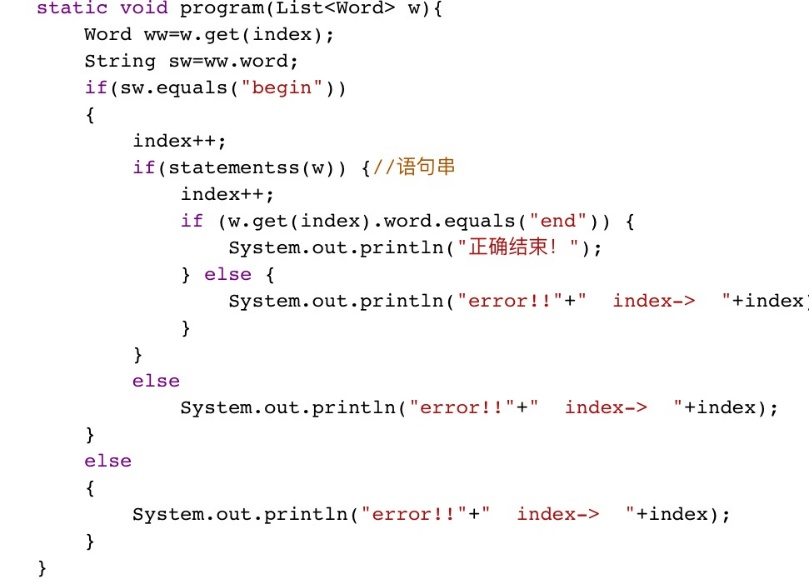 static void program(List<Word> w){
    Word ww=w.get(index);
    String sw=ww.word;
    if(sw.equals("begin"))
    {
        index++;
        if(statementss(w)) {//语句串
            index++;
            if (w.get(index).word.equals("end")) {
                System.out.println("正确结束！");
            } else {
                System.out.println("error!!"+"  index->  "+index)
            }
        }
        else
            System.out.println("error!!"+"  index->  "+index);
    }
    else
    {
        System.out.println("error!!"+"  index->  "+index);
    }
}